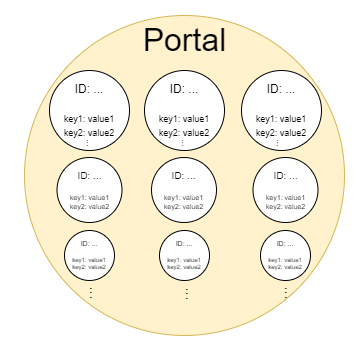 Portal
ID: ... ID: ... ID: ...
key1: value1 key1: value1 key1: value1
key2: value2 key2: value2 key2: value2
⋮ ⋮ ⋮
ID: ... ID: ... ID: ...
key1: value1 key1: value1 key1: value1
key2: value2 key2: value2 key2: value2
ID: ... ID: ... ID: ...
key1: value1 key1: value1 key1: value1
key2: value2 key2: value2 key2: value2
⋮ ⋮ ⋮